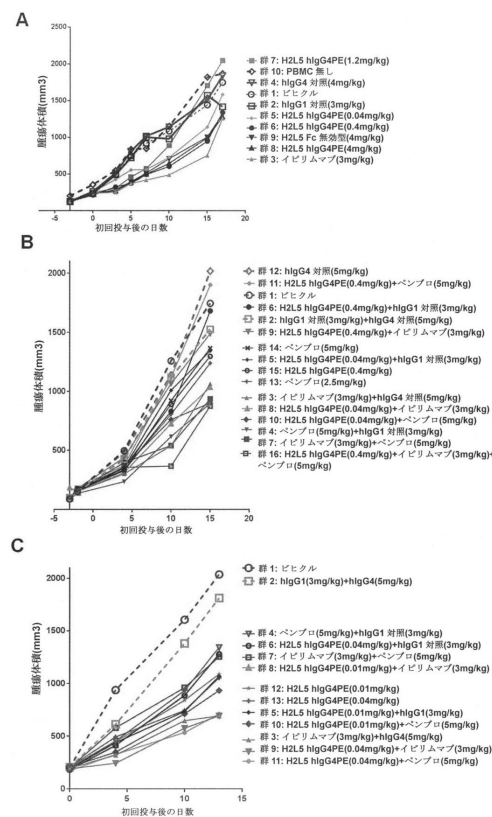 A
腫瘍体積(mm3)
2500
2000
1500
1000
500
-5
0
5
10
15
20
初回投与後の日数
群 7: H2L5 hIgG4PE(1.2mg/kg)
群 10: PBMC 無し
群 4: hIgG4 対照(4mg/kg)
群 1: ビヒクル
群 2: hIgG1 対照(3mg/kg)
群 5: H2L5 hIgG4PE(0.04mg/kg)
群 6: H2L5 hIgG4PE(0.4mg/kg)
群 9: H2L5 Fc 無効型(4mg/kg)
群 8: H2L5 hIgG4PE(4mg/kg)
群 3: イピリムマブ(3mg/kg)
B
腫瘍体積(mm3)
2000
1500
1000
500
-5
0
5
10
15
20
初回投与後の日数
群 12: hIgG4 対照(5mg/kg)
群 11: H2L5 hIgG4PE(0.4mg/kg)+ペンブロ(5mg/kg)
群 1: ビヒクル
群 6: H2L5 hIgG4PE(0.4mg/kg)+hIgG1 対照(3mg/kg)
群 2: hIgG1 対照(3mg/kg)+hIgG4 対照(5mg/kg)
群 9: H2L5 hIgG4PE(0.4mg/kg)+イピリムマブ(3mg/kg)
群 14: ペンブロ(5mg/kg)
群 5: H2L5 hIgG4PE(0.04mg/kg)+hIgG1 対照(3mg/kg)
群 15: H2L5 hIgG4PE(0.4mg/kg)
群 13: ペンブロ(2.5mg/kg)
群 3: イピリムマブ(3mg/kg)+hIgG4 対照(5mg/kg)
群 8: H2L5 hIgG4PE(0.04mg/kg)+イピリムマブ(3mg/kg)
群 10: H2L5 hIgG4PE(0.04mg/kg)+ペンブロ(5mg/kg)
群 4: ペンブロ(5mg/kg)+hIgG1 対照(3mg/kg)
群 7: イピリムマブ(3mg/kg)+ペンブロ(5mg/kg)
群 16: H2L5 hIgG4PE(0.4mg/kg)+イピリムマブ(3mg/kg)+
ペンブロ(5mg/kg)
C
腫瘍体積(mm3)
2000
1500
1000
500
0
0
5
10
15
初回投与後の日数
群 1: ビヒクル
群 2: hIgG1(3mg/kg)+hIgG4(5mg/kg)
群 4: ペンブロ(5mg/kg)+hIgG1 対照(3mg/kg)
群 6: H2L5 hIgG4PE(0.04mg/kg)+hIgG1 対照(3mg/kg)
群 7: イピリムマブ(3mg/kg)+ペンブロ(5mg/kg)
群 8: H2L5 hIgG4PE(0.01mg/kg)+イピリムマブ(3mg/kg)
群 12: H2L5 hIgG4PE(0.01mg/kg)
群 13: H2L5 hIgG4PE(0.04mg/kg)
群 5: H2L5 hIgG4PE(0.01mg/kg)+hIgG1(3mg/kg)
群 10: H2L5 hIgG4PE(0.01mg/kg)+ペンブロ(5mg/kg)
群 3: イピリムマブ(3mg/kg)+hIgG4(5mg/kg)
群 9: H2L5 hIgG4PE(0.04mg/kg)+イピリムマブ(3mg/kg)
群 11: H2L5 hIgG4PE(0.04mg/kg)+ペンブロ(5mg/kg)